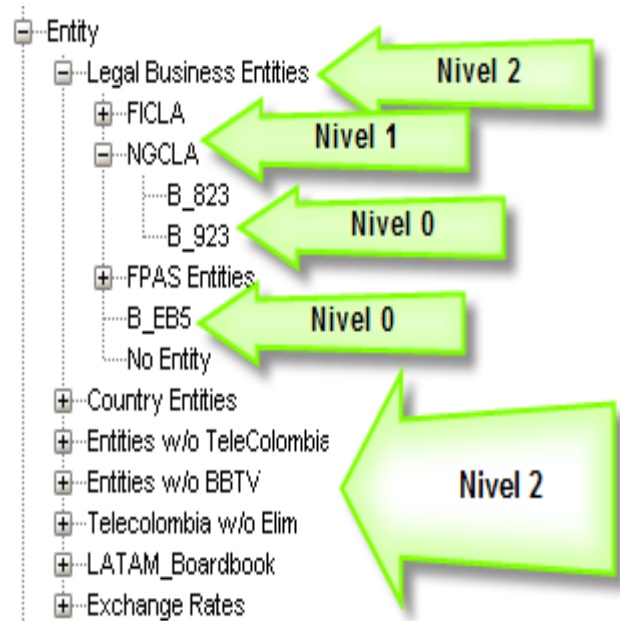 Entity
Legal Business Entities Nivel 2
FICLA
Nivel 1
NGCLA
B_823
B_923 Nivel 0
FPAS Entities
B_EB5 Nivel 0
No Entity
Country Entities
Entities w/o TeleColombia
Entities w/o BBTV Nivel 2
Telecolombia w/o Elim
LATAM_Boardbook
Exchange Rates